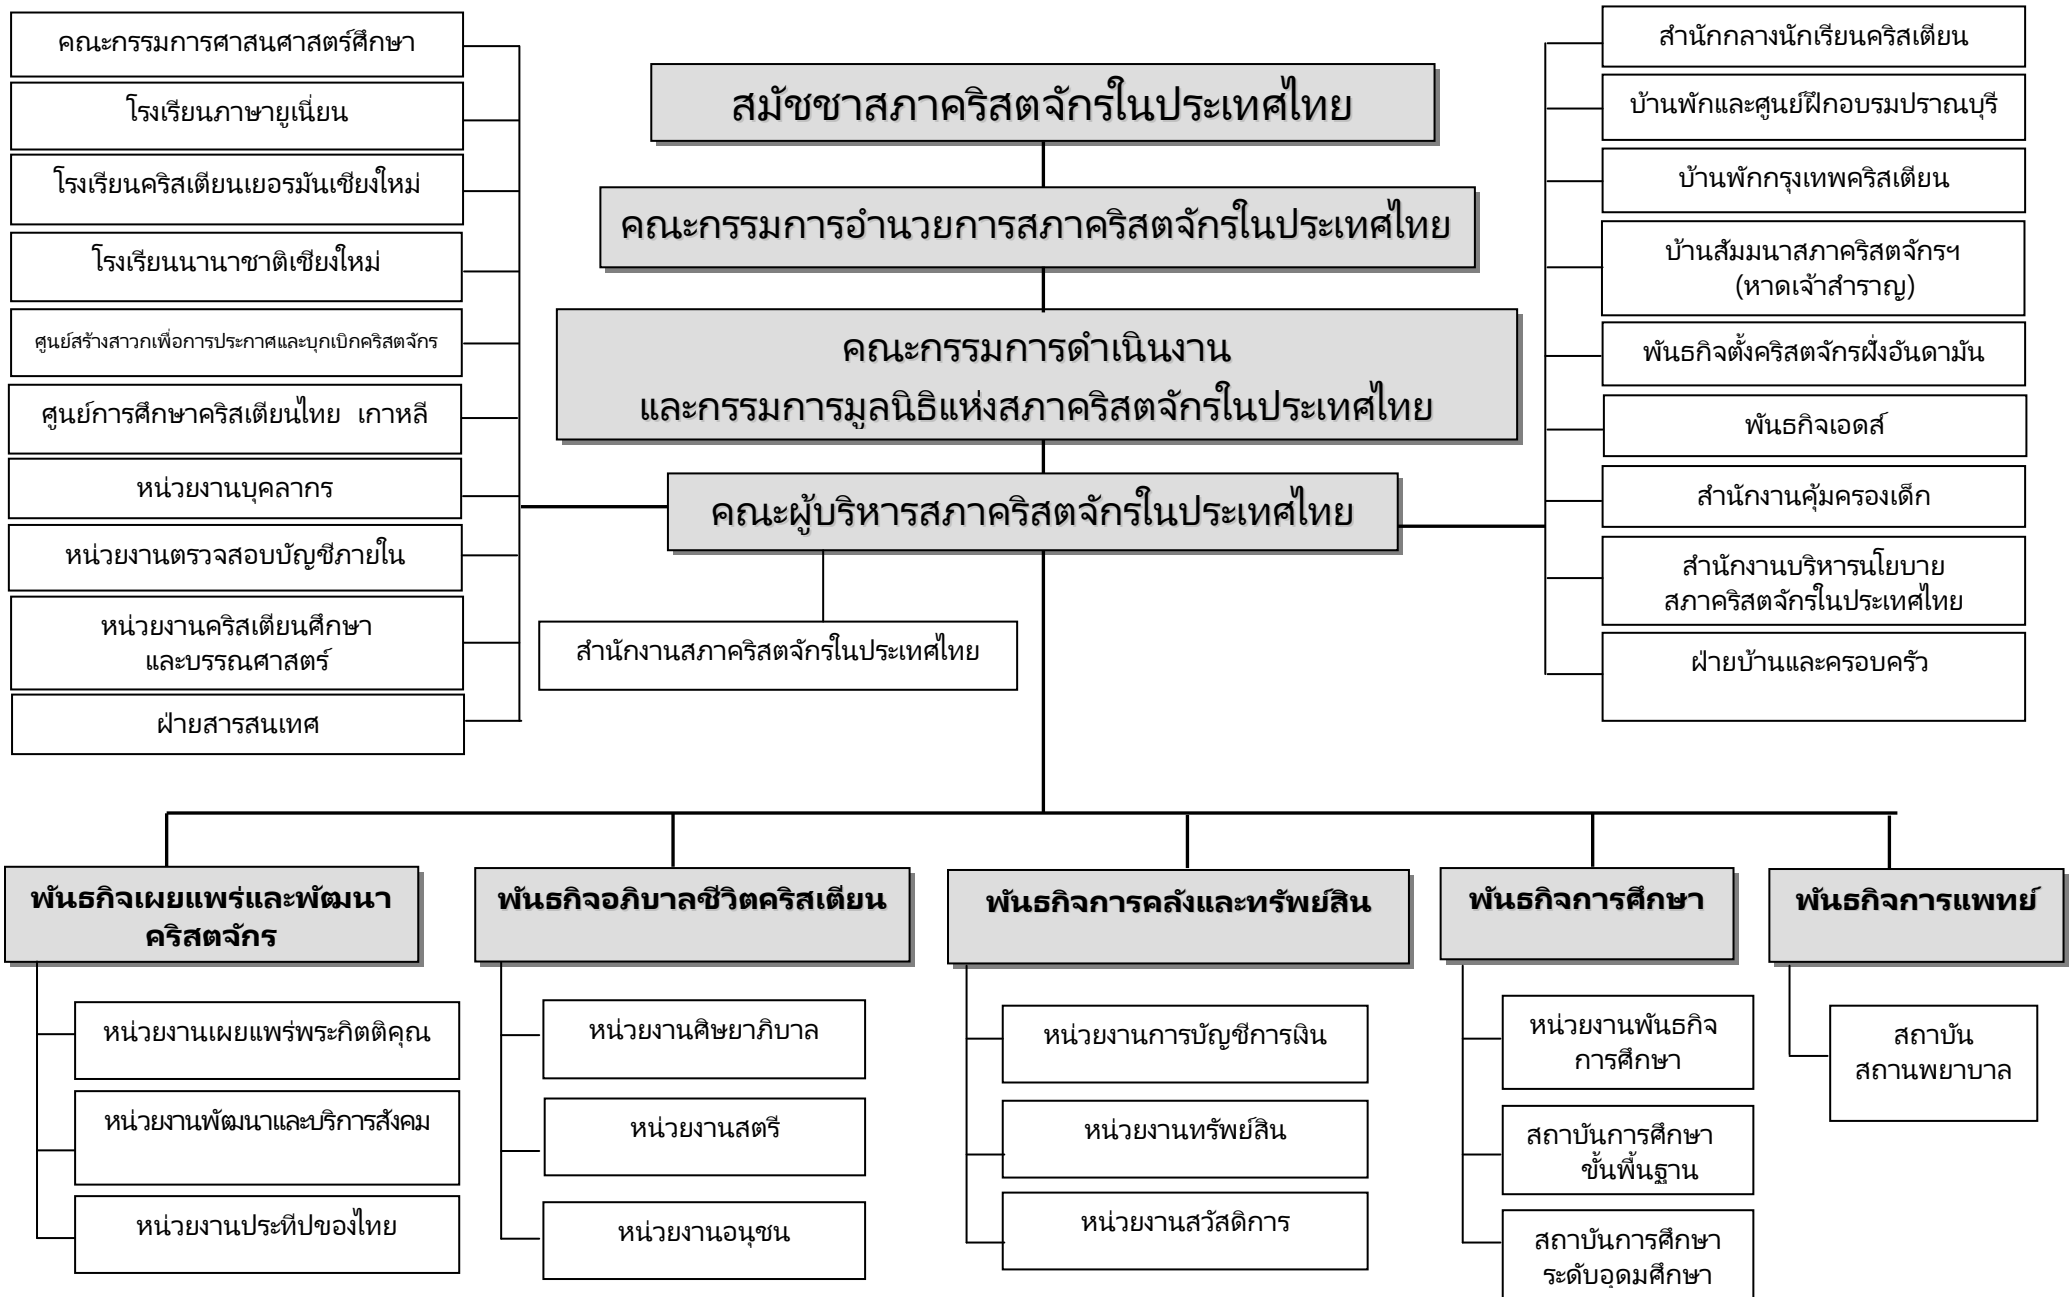 คณะกรรมการศาสนศาสตร์ศึกษา
โรงเรียนภาษายูเนี่ยน
โรงเรียนคริสเตียนเยอรมันเชียงใหม่
โรงเรียนนานาชาติเชียงใหม่
ศูนย์สร้างสาวกเพื่อการประกาศและบุกเบิกคริสตจักร
ศูนย์การศึกษาคริสเตียนไทย เกาหลี
หน่วยงานบุคลากร
หน่วยงานตรวจสอบบัญชีภายใน
หน่วยงานคริสเตียนศึกษา
และบรรณศาสตร์
ฝ่ายสารสนเทศ
สมัชชาสภาคริสตจักรในประเทศไทย
คณะกรรมการอำนวยการสภาคริสตจักรในประเทศไทย
คณะกรรมการดำเนินงาน
และกรรมการมูลนิธิแห่งสภาคริสตจักรในประเทศไทย
คณะผู้บริหารสภาคริสตจักรในประเทศไทย
สำนักงานสภาคริสตจักรในประเทศไทย
สำนักกลางนักเรียนคริสเตียน
บ้านพักและศูนย์ฝึกอบรมปราณบุรี
บ้านพักกรุงเทพคริสเตียน
บ้านสัมมนาสภาคริสตจักรฯ
(หาดเจ้าสำราญ)
พันธกิจตั้งคริสตจักรฝั่งอันดามัน
พันธกิจเอดส์
สำนักงานคุ้มครองเด็ก
สำนักงานบริหารนโยบาย
สภาคริสตจักรในประเทศไทย
ฝ่ายบ้านและครอบครัว
พันธกิจเผยแพร่และพัฒนา
คริสตจักร
หน่วยงานเผยแพร่พระกิตติคุณ
หน่วยงานพัฒนาและบริการสังคม
หน่วยงานประทีปของไทย
พันธกิจอภิบาลชีวิตคริสเตียน
หน่วยงานศิษยาภิบาล
หน่วยงานสตรี
หน่วยงานอนุชน
พันธกิจการคลังและทรัพย์สิน
หน่วยงานการบัญชีการเงิน
หน่วยงานทรัพย์สิน
หน่วยงานสวัสดิการ
พันธกิจการศึกษา
หน่วยงานพันธกิจ
การศึกษา
สถาบันการศึกษา
ขั้นพื้นฐาน
สถาบันการศึกษา
ระดับอุดมศึกษา
พันธกิจการแพทย์
สถาบัน
สถานพยาบาล